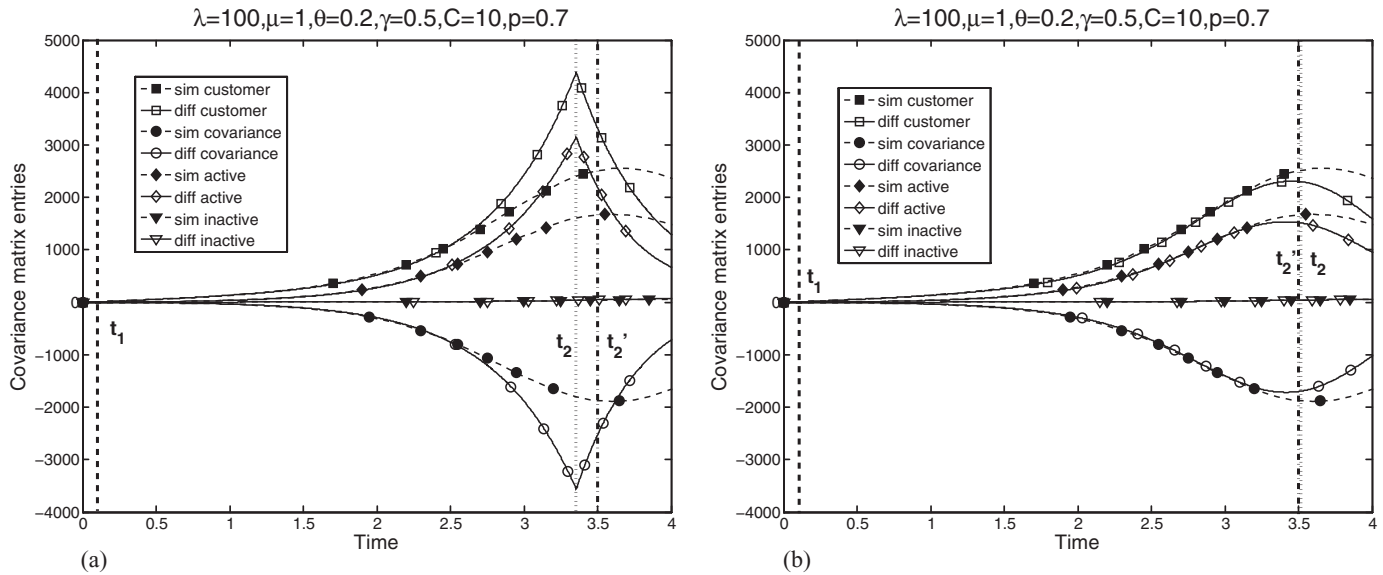 λ=100,μ=1,θ=0.2,γ=0.5,C=10,p=0.7
5000
4000
3000
2000
1000
0
−1000
−2000
−3000
−4000
Covariance matrix entries
sim customer
diff customer
sim covariance
diff covariance
sim active
diff active
sim inactive
diff inactive
t1
t2
t2'
0 0.5 1 1.5 2 2.5 3 3.5 4
Time
(a)
λ=100,μ=1,θ=0.2,γ=0.5,C=10,p=0.7
5000
4000
3000
2000
1000
0
−1000
−2000
−3000
−4000
Covariance matrix entries
sim customer
diff customer
sim covariance
diff covariance
sim active
diff active
sim inactive
diff inactive
t1
t2' t2
0 0.5 1 1.5 2 2.5 3 3.5 4
Time
(b)